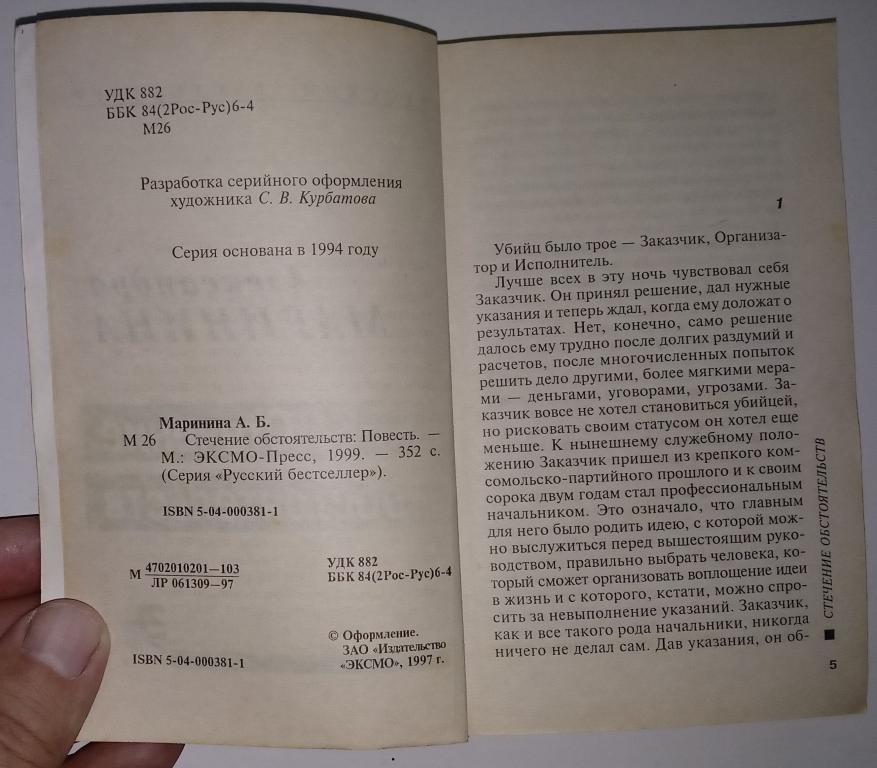 УДК 882
ББК 84(2Рос-Рус)6-4
М26
Разработка серийного оформления
художника С. В. Курбатова
Серия основана в 1994 году
Маринина А. Б.
М 26 Стечение обстоятельств: Повесть. —
М.: ЭКСМО-Пресс, 1999. — 352 с.
(Серия «Русский бестселлер»).
ISBN 5-04-000381-1
М 4702010201—103
ЛР 061309—97
УДК 882
ББК 84(2Рос-Рус)6-4
© Оформление.
ЗАО «Издательство
«ЭКСМО», 1997 г.
ISBN 5-04-000381-1
1
Убийц было трое — Заказчик, Организа-
тор и Исполнитель.
Лучше всех в эту ночь чувствовал себя
Заказчик. Он принял решение, дал нужные
указания и теперь ждал, когда ему доложат о
результатах. Нет, конечно, само решение
далось ему трудно после долгих раздумий и
расчетов, после многочисленных попыток
решить дело другими, более мягкими мера-
ми — деньгами, уговорами, угрозами. За-
казчик вовсе не хотел становиться убийцей,
но рисковать своим статусом он хотел еще
меньше. К нынешнему служебному поло-
жению Заказчик пришел из крепкого ком-
сомольско-партийного прошлого и к своим
сорока двум годам стал профессиональным
начальником. Это означало, что главным
для него было родить идею, с которой мож-
но выслужиться перед вышестоящим руко-
водством, правильно выбрать человека, ко-
торый сможет организовать воплощение идеи
в жизнь и с которого, кстати, можно спро-
сить за невыполнение указаний. Заказчик,
как и все такого рода начальники, никогда
ничего не делал сам. Дав указания, он об-
СТЕЧЕНИЕ ОБСТОЯТЕЛЬСТВ
5